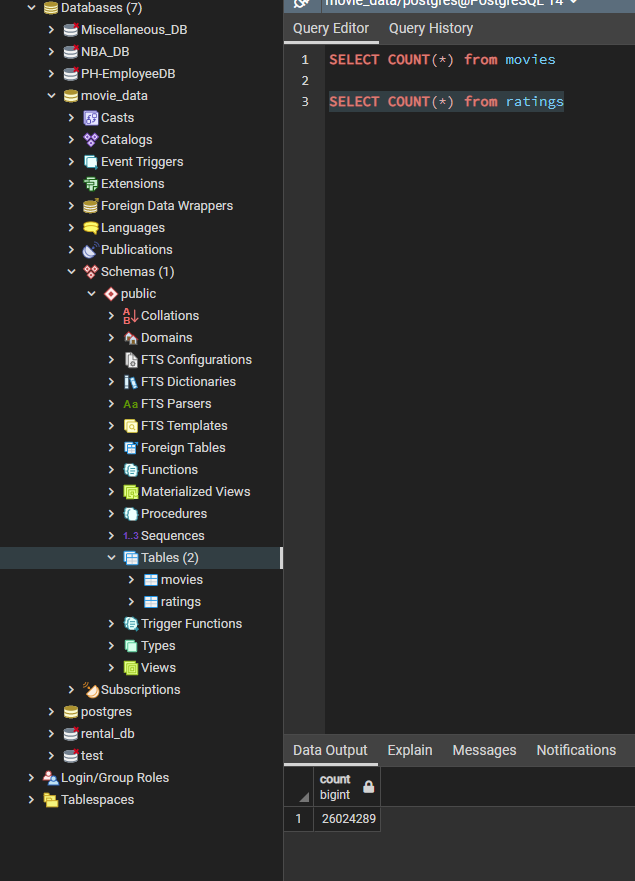 Databases (7)
Miscellaneous_DB
NBA_DB
PH-EmployeeDB
movie_data
Casts
Catalogs
Event Triggers
Extensions
Foreign Data Wrappers
Languages
Publications
Schemas (1)
public
Collations
Domains
FTS Configurations
FTS Dictionaries
Aa FTS Parsers
FTS Templates
Foreign Tables
Functions
Materialized Views
Procedures
1..3 Sequences
Tables (2)
movies
ratings
Trigger Functions
Types
Views
Subscriptions
postgres
rental_db
test
Login/Group Roles
Tablespaces
movie_data/postgres@PostgreSQL 14
Query Editor Query History
1 SELECT COUNT(*) from movies
2
3 SELECT COUNT(*) from ratings
Data Output Explain Messages Notifications
count
bigint
1 26024289